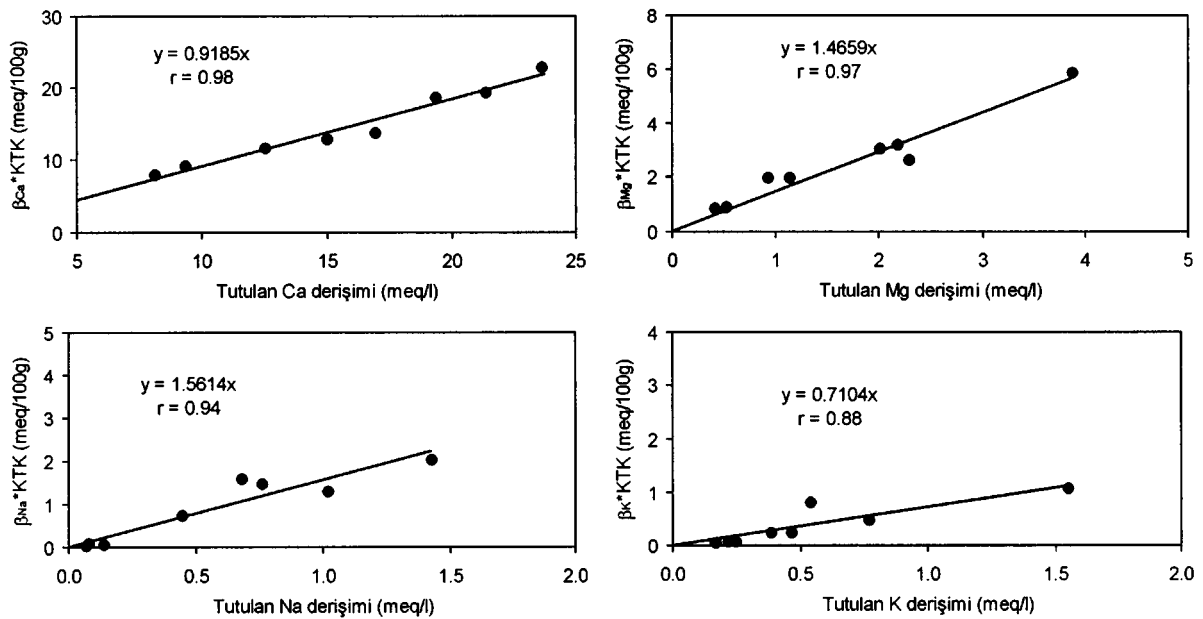 30
20
10
0
5
10
15
20
25
y = 0.9185x
r = 0.98
βCa*KTK (meq/100g)
Tutulan Ca derişimi (meq/l)
8
6
4
2
0
0
1
2
3
4
5
y = 1.4659x
r = 0.97
βMg*KTK (meq/100g)
Tutulan Mg derişimi (meq/l)
5
4
3
2
1
0
0.0
0.5
1.0
1.5
2.0
y = 1.5614x
r = 0.94
βNa*KTK (meq/100g)
Tutulan Na derişimi (meq/l)
4
3
2
1
0
0.0
0.5
1.0
1.5
2.0
y = 0.7104x
r = 0.88
βK*KTK (meq/100g)
Tutulan K derişimi (meq/l)